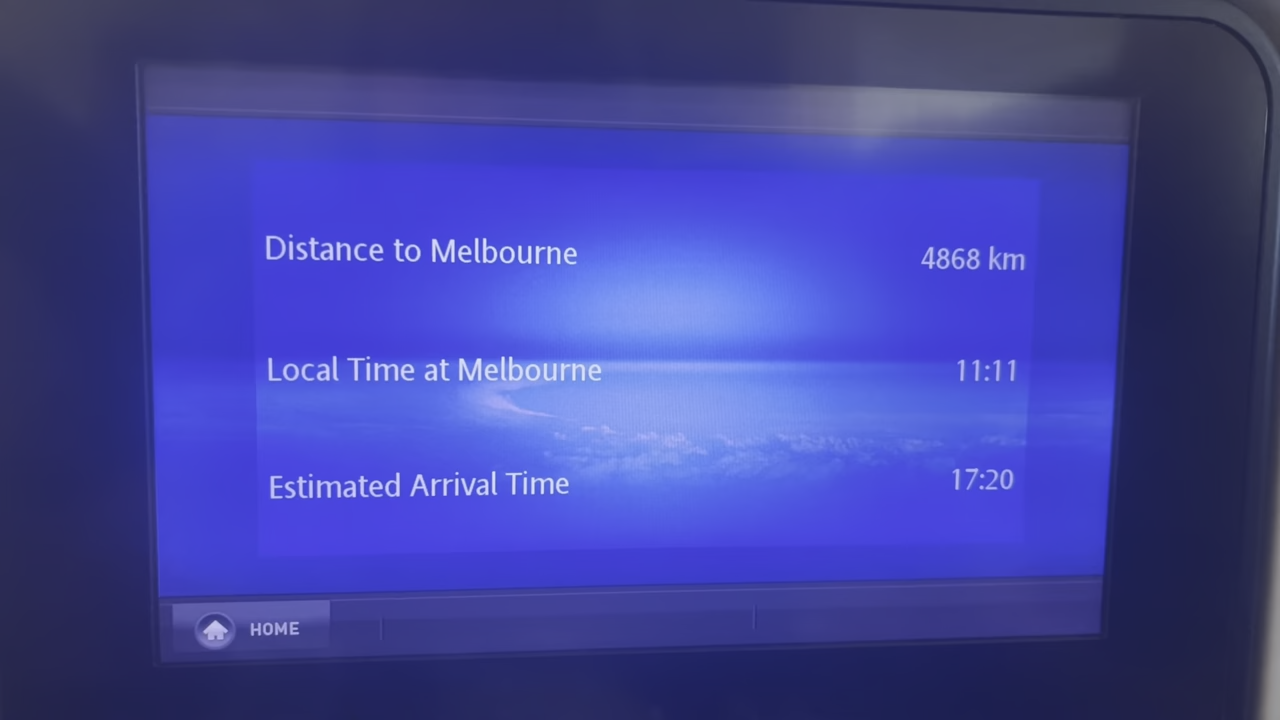 Distance to Melbourne 4868 km
Local Time at Melbourne 11:11
Estimated Arrival Time 17:20
HOME